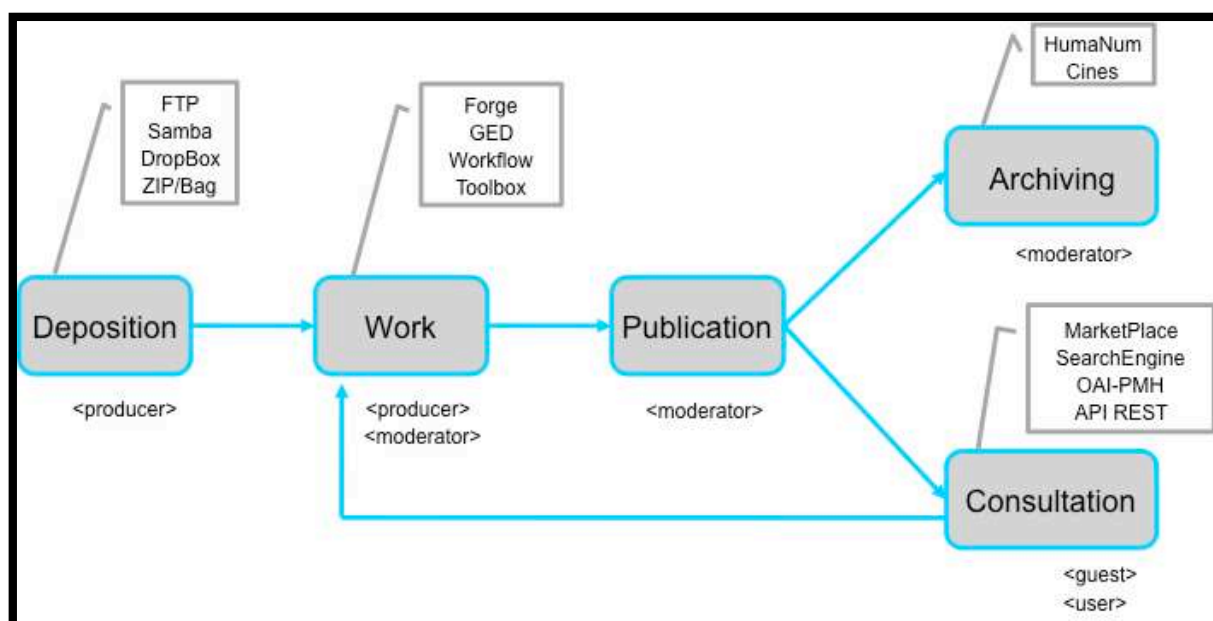 HumaNum
Cines
FTP
Samba
DropBox
ZIP/Bag
Forge
GED
Workflow
Toolbox
Archiving
<moderator>
Deposition
<producer>
Work
<producer>
<moderator>
Publication
<moderator>
MarketPlace
SearchEngine
OAI-PMH
API REST
Consultation
<guest>
<user>